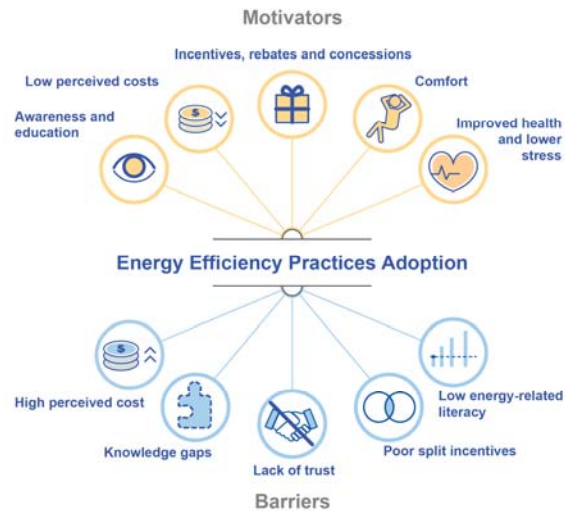 Motivators
Incentives, rebates and concessions
Low perceived costs
Comfort
Awareness and
education
Improved health
and lower
stress
$
Energy Efficiency Practices Adoption
$
High perceived cost
Knowledge gaps
Lack of trust
Poor split incentives
Low energy-related
literacy
Barriers